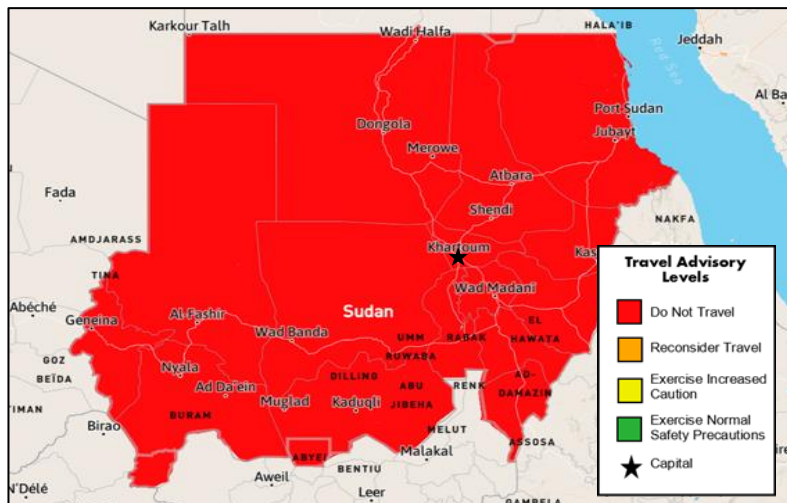 Karkour Talh
Wadi Halfa
HALA'IB
Jeddah
Red Sea
Al Ba
Port Sudan
Jubayt
Dongola
Merowe
Atbara
Fada
Shendi
NAKFA
AMDJARASS
Khartoum
Kas
TINA
Wad Madani
Abéché
Geneina
Al-Fashir
Sudan
EL
HAWATA
Wad Banda
UMM
RUWABA
RABAK
GOZ
BEÏDA
Nyala
Ad Da'ein
DILLING
ABU
JIBEHA
RENK
AD-
DAMAZIN
TIMAN
Muglad
Kaduqli
BURAM
Birao
MELUT
ASSOSA
ABYEI
Malakal
BENTIU
Aweil
N'Délé
Leer
GAMBELA
Travel Advisory
Levels
Do Not Travel
Reconsider Travel
Exercise Increased
Caution
Exercise Normal
Safety Precautions
Capital